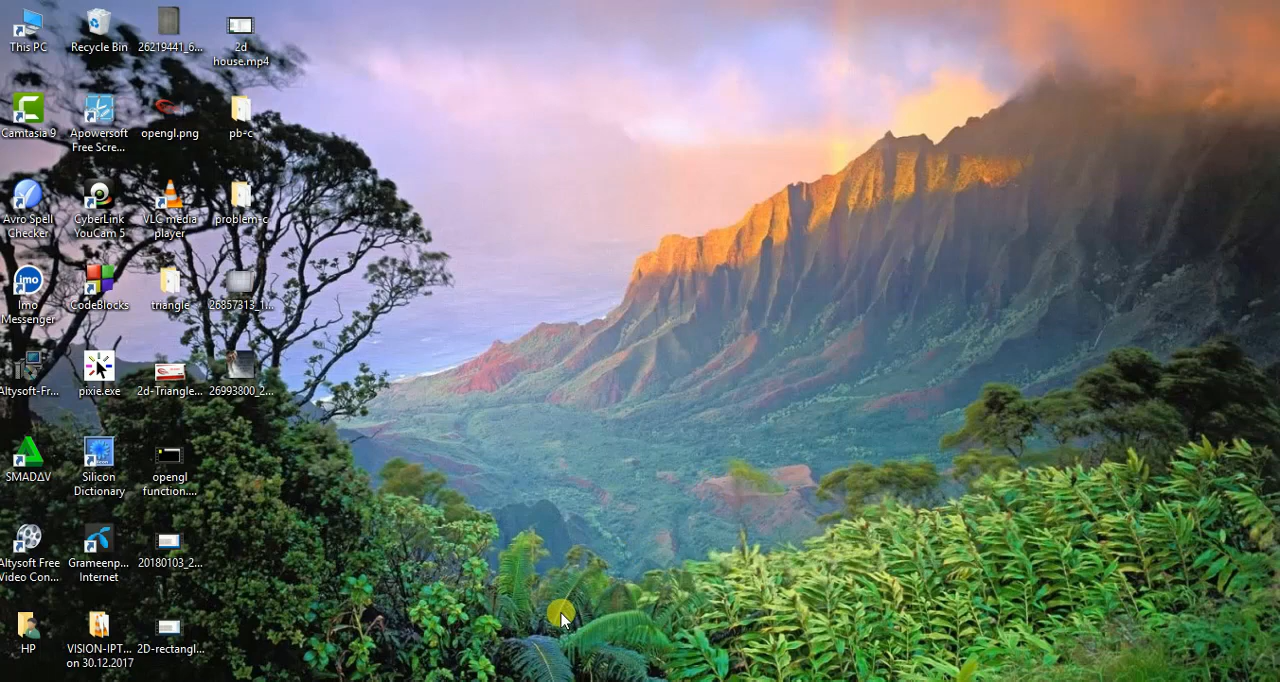 This PC
Recycle Bin
26219441_6...
2d
house.mp4
Camtasia 9
Apowersoft
Free Scre...
opengl.png
pb-c
Avro Spell
Checker
CyberLink
YouCam 5
VLC media
player
problem-c
imo
Imo
Messenger
CodeBlocks
triangle
26857313_1...
Altysoft-Fr...
pixie.exe
2d-Triangle...
26993800_2...
SMADΔV
Silicon
Dictionary
opengl
function....
Altysoft Free
Video Con...
Grameenp...
Internet
20180103_2...
HP
VISION-IPT...
on 30.12.2017
2D-rectangl...